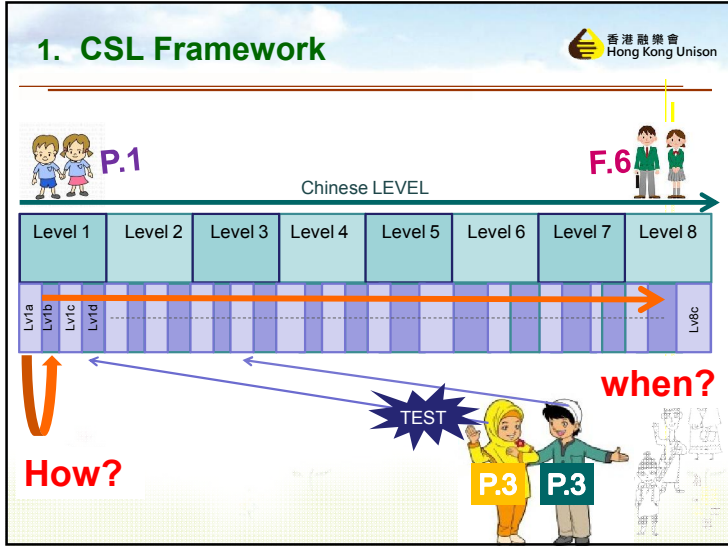 1. CSL Framework
香港融樂會
Hong Kong Unison
P.1
F.6
Chinese LEVEL
Level 1
Level 2
Level 3
Level 4
Level 5
Level 6
Level 7
Level 8
Lv1a
Lv1b
Lv1c
Lv1d
Lv8c
when?
TEST
How?
P.3
P.3